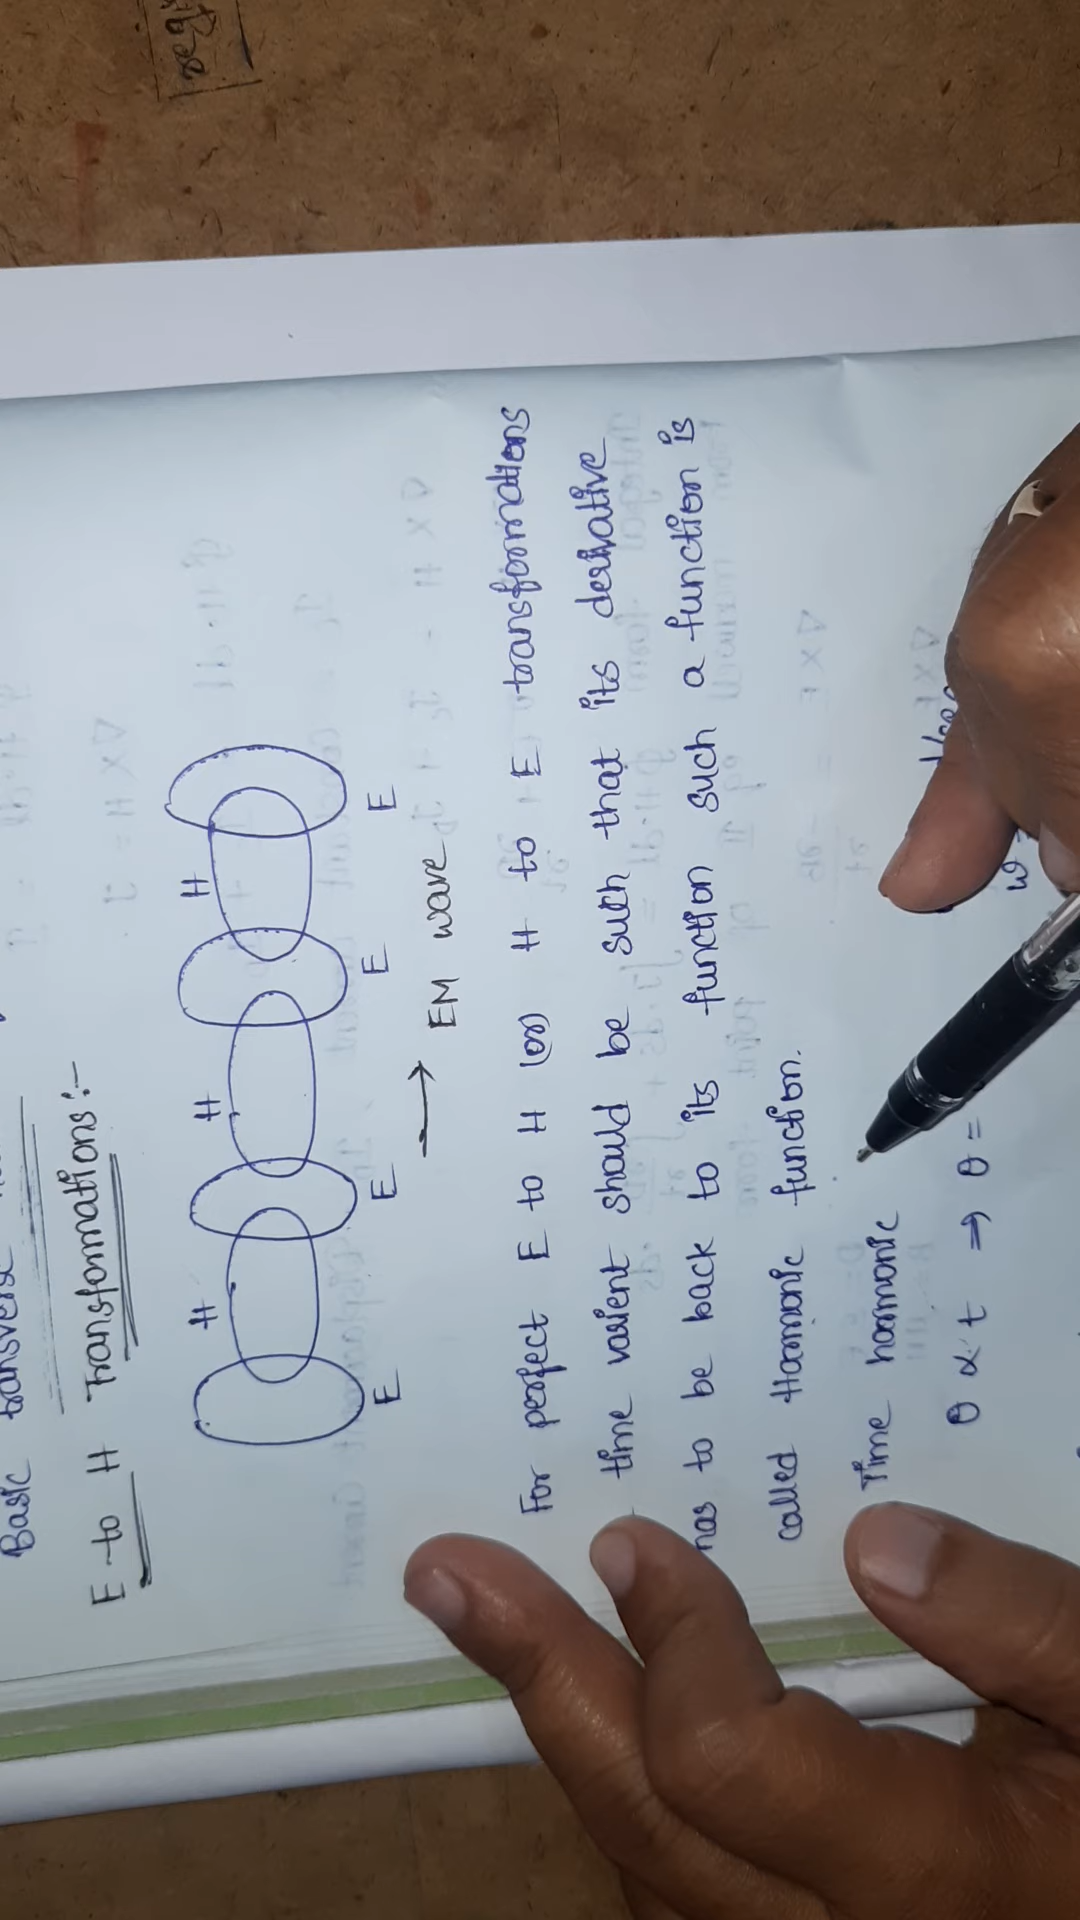 Basic transverse
E to H Transformations:-
H H H
E E E E
→ EM wave
For perfect E to H (or) H to E transformations
time varient should be such that its derivative
has to be back to its function such a function is
called Harmonic function.
Time harmonic
θ ∝ t ⇒ θ =
ω =